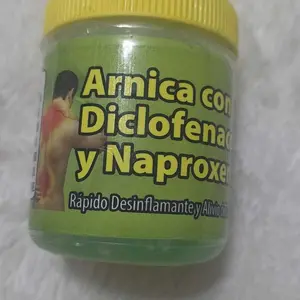 Arnica con
Diclofenac
y Naproxe
Rápido Desinflamante y Alivio